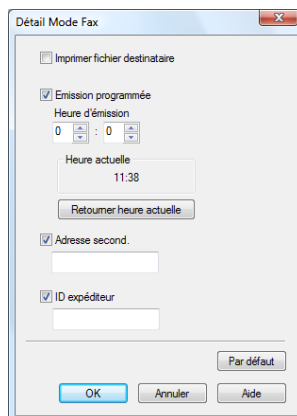 Détail Mode Fax
Imprimer fichier destinataire
Emission programmée
Heure d'émission
0 : 0
Heure actuelle
11:38
Retourner heure actuelle
Adresse second.
ID expéditeur
Par défaut
OK Annuler Aide